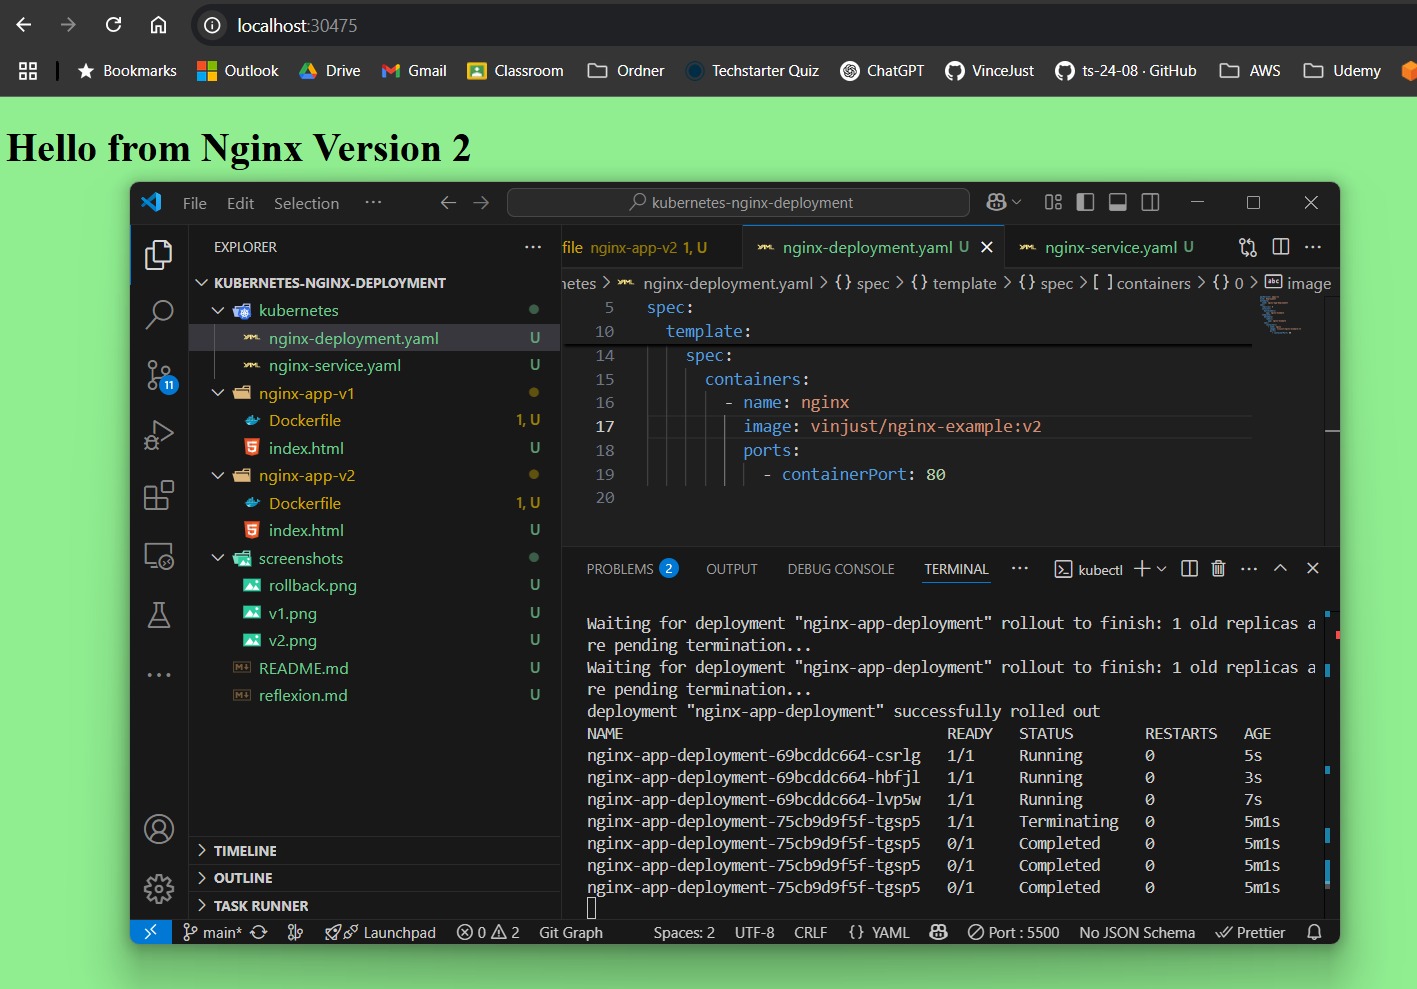 localhost:30475
Bookmarks Outlook Drive Gmail Classroom Ordner Techstarter Quiz ChatGPT VinceJust ts-24-08 · GitHub AWS Udemy
Hello from Nginx Version 2
File Edit Selection ··· kubernetes-nginx-deployment
EXPLORER ···
KUBERNETES-NGINX-DEPLOYMENT
kubernetes
nginx-deployment.yaml U
nginx-service.yaml U
nginx-app-v1
Dockerfile 1, U
index.html U
nginx-app-v2
Dockerfile 1, U
index.html U
screenshots
rollback.png U
v1.png U
v2.png U
README.md U
reflexion.md U
11
TIMELINE
OUTLINE
TASK RUNNER
file nginx-app-v2 1, U nginx-deployment.yaml U nginx-service.yaml U
netes > nginx-deployment.yaml > {} spec > {} template > {} spec > [ ] containers > {} 0 > abc image
5 spec:
10 template:
14 spec:
15 containers:
16 - name: nginx
17 image: vinjust/nginx-example:v2
18 ports:
19 - containerPort: 80
20
PROBLEMS 2 OUTPUT DEBUG CONSOLE TERMINAL ··· kubectl
Waiting for deployment "nginx-app-deployment" rollout to finish: 1 old replicas a
re pending termination...
Waiting for deployment "nginx-app-deployment" rollout to finish: 1 old replicas a
re pending termination...
deployment "nginx-app-deployment" successfully rolled out
NAME READY STATUS RESTARTS AGE
nginx-app-deployment-69bcddc664-csrlg 1/1 Running 0 5s
nginx-app-deployment-69bcddc664-hbfjl 1/1 Running 0 3s
nginx-app-deployment-69bcddc664-lvp5w 1/1 Running 0 7s
nginx-app-deployment-75cb9d9f5f-tgsp5 1/1 Terminating 0 5m1s
nginx-app-deployment-75cb9d9f5f-tgsp5 0/1 Completed 0 5m1s
nginx-app-deployment-75cb9d9f5f-tgsp5 0/1 Completed 0 5m1s
nginx-app-deployment-75cb9d9f5f-tgsp5 0/1 Completed 0 5m1s
main* Launchpad 0 2 Git Graph Spaces: 2 UTF-8 CRLF {} YAML Port : 5500 No JSON Schema Prettier